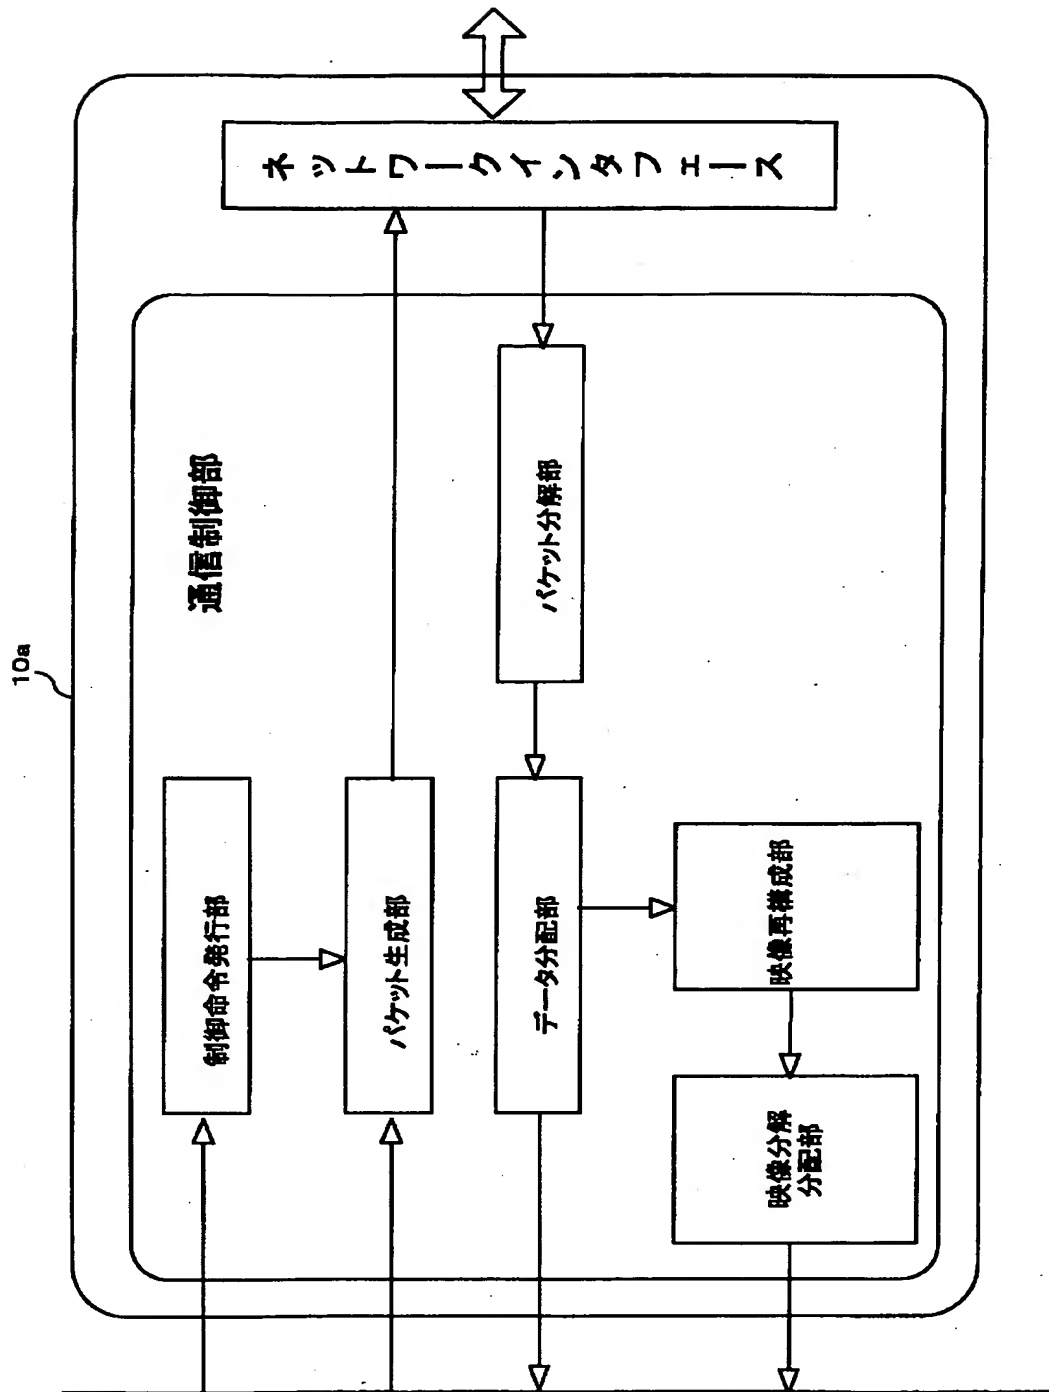 10a
ネットワークインタフェース
通信制御部
パケット分解部
制御命令発行部
パケット生成部
データ分配部
映像再構成部
映像分解
分配部